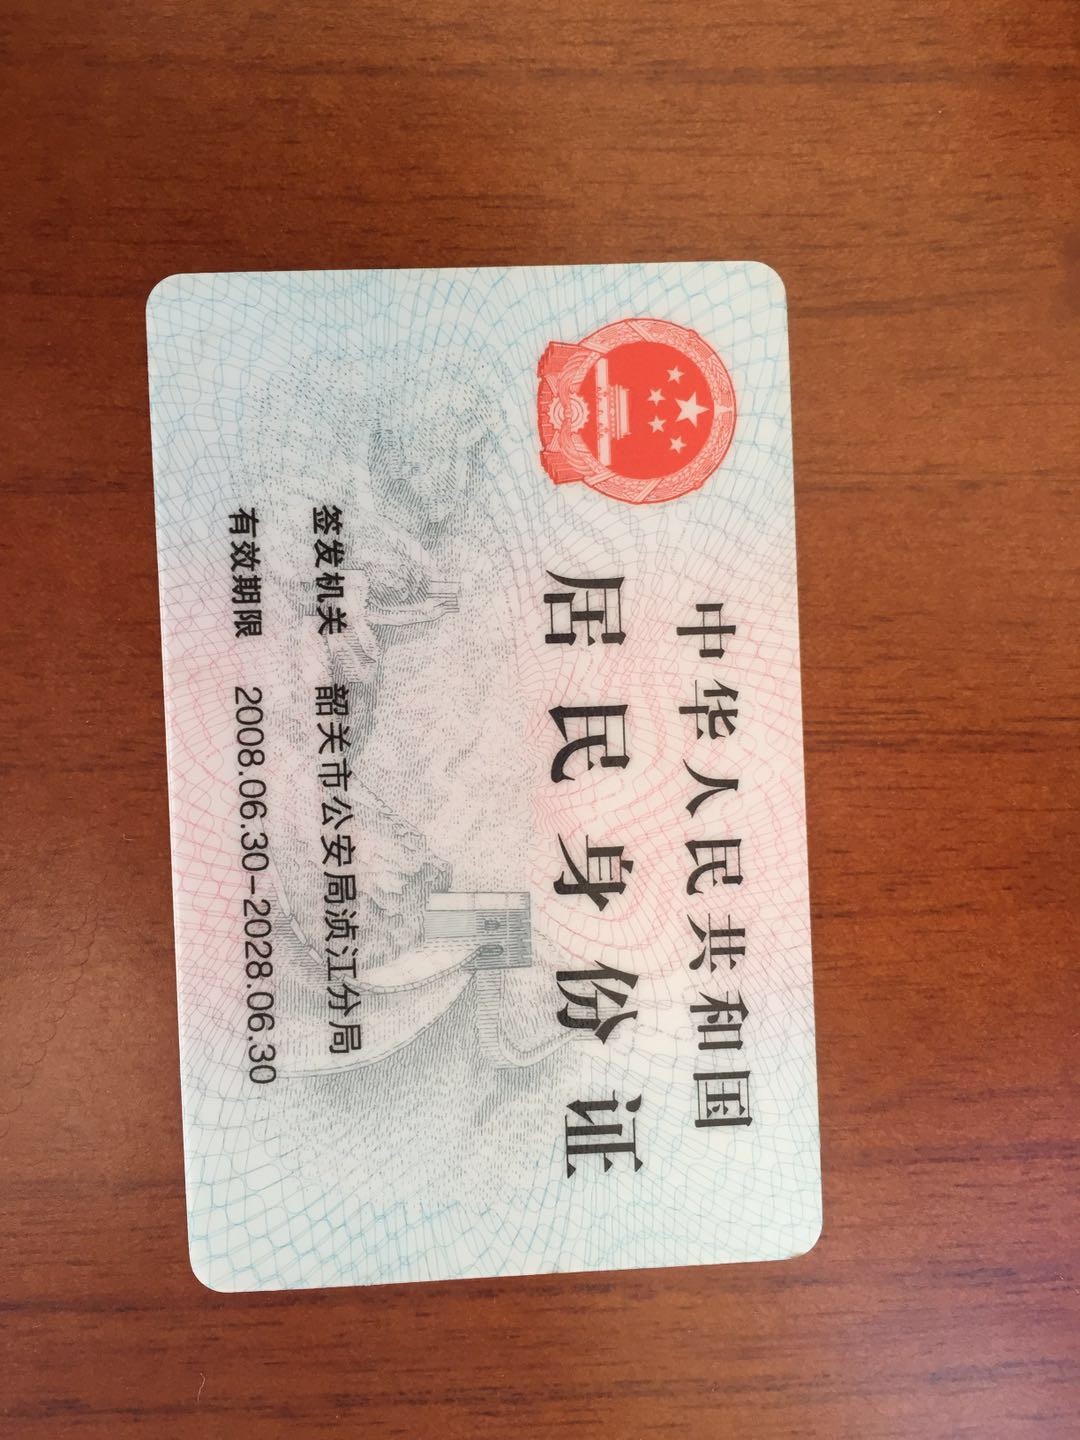 中华人民共和国
居民身份证
签发机关 韶关市公安局浈江分局
有效期限 2008.06.30-2028.06.30